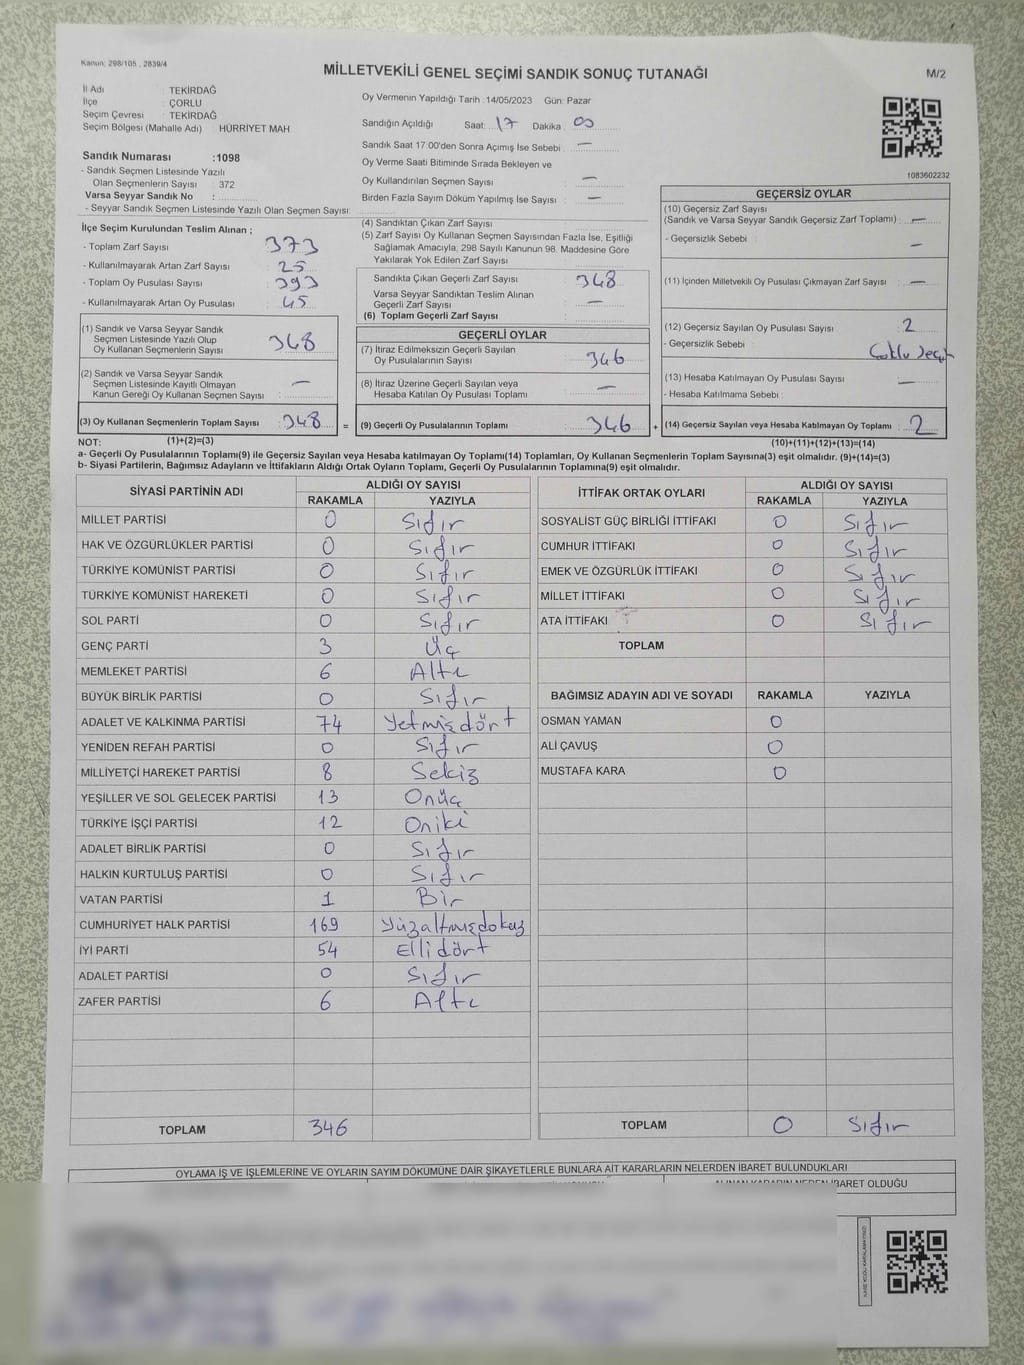 Kanun: 298/105 , 2839/4
MİLLETVEKİLİ GENEL SEÇİMİ SANDIK SONUÇ TUTANAĞI
M/2
İl Adı : TEKİRDAĞ
İlçe : ÇORLU
Seçim Çevresi : TEKİRDAĞ
Seçim Bölgesi (Mahalle Adı) : HÜRRİYET MAH
Sandık Numarası :1098
- Sandık Seçmen Listesinde Yazılı
Olan Seçmenlerin Sayısı : 372
Varsa Seyyar Sandık No :
- Seyyar Sandık Seçmen Listesinde Yazılı Olan Seçmen Sayısı:
İlçe Seçim Kurulundan Teslim Alınan ;
- Toplam Zarf Sayısı : 373
- Kullanılmayarak Artan Zarf Sayısı : 25
- Toplam Oy Pusulası Sayısı : 393
- Kullanılmayarak Artan Oy Pusulası : 45
(1) Sandık ve Varsa Seyyar Sandık
Seçmen Listesinde Yazılı Olup
Oy Kullanan Seçmenlerin Sayısı : 348
(2) Sandık ve Varsa Seyyar Sandık
Seçmen Listesinde Kayıtlı Olmayan
Kanun Gereği Oy Kullanan Seçmen Sayısı : —
(3) Oy Kullanan Seçmenlerin Toplam Sayısı : 348
Oy Vermenin Yapıldığı Tarih :14/05/2023 Gün: Pazar
Sandığın Açıldığı Saat: 17 Dakika : 00
Sandık Saat 17:00'den Sonra Açımış İse Sebebi : —
Oy Verme Saati Bitiminde Sırada Bekleyen ve
Oy Kullandırılan Seçmen Sayısı : —
Birden Fazla Sayım Döküm Yapılmış İse Sayısı : —
(4) Sandıktan Çıkan Zarf Sayısı :
(5) Zarf Sayısı Oy Kullanan Seçmen Sayısından Fazla İse, Eşitliği
Sağlamak Amacıyla, 298 Sayılı Kanunun 98. Maddesine Göre
Yakılarak Yok Edilen Zarf Sayısı :
Sandıkta Çıkan Geçerli Zarf Sayısı : 348
Varsa Seyyar Sandıktan Teslim Alınan
Geçerli Zarf Sayısı : —
(6) Toplam Geçerli Zarf Sayısı :
GEÇERLİ OYLAR
(7) İtiraz Edilmeksizin Geçerli Sayılan
Oy Pusulalarının Sayısı : 346
(8) İtiraz Üzerine Geçerli Sayılan veya
Hesaba Katılan Oy Pusulası Toplamı : —
= (9) Geçerli Oy Pusulalarının Toplamı : 346
1083602232
GEÇERSİZ OYLAR
(10) Geçersiz Zarf Sayısı
(Sandık ve Varsa Seyyar Sandık Geçersiz Zarf Toplamı) : —
- Geçersizlik Sebebi : —
(11) İçinden Milletvekili Oy Pusulası Çıkmayan Zarf Sayısı : —
(12) Geçersiz Sayılan Oy Pusulası Sayısı : 2
- Geçersizlik Sebebi :
(13) Hesaba Katılmayan Oy Pusulası Sayısı : —
- Hesaba Katılmama Sebebi :
+ (14) Geçersiz Sayılan veya Hesaba Katılmayan Oy Toplamı : 2
NOT: (1)+(2)=(3) (10)+(11)+(12)+(13)=(14)
a- Geçerli Oy Pusulalarının Toplamı(9) ile Geçersiz Sayılan veya Hesaba katılmayan Oy Toplam(14) Toplamları, Oy Kullanan Seçmenlerin Toplam Sayısına(3) eşit olmalıdır. (9)+(14)=(3)
b- Siyasi Partilerin, Bağımsız Adayların ve İttifakların Aldığı Ortak Oyların Toplamı, Geçerli Oy Pusulalarının Toplamına(9) eşit olmalıdır.
SİYASİ PARTİNİN ADI ALDIĞI OY SAYISI
RAKAMLA YAZIYLA
MİLLET PARTİSİ 0 Sıfır
HAK VE ÖZGÜRLÜKLER PARTİSİ 0 Sıfır
TÜRKİYE KOMÜNİST PARTİSİ 0 Sıfır
TÜRKİYE KOMÜNİST HAREKETİ 0 Sıfır
SOL PARTİ 0 Sıfır
GENÇ PARTİ 3 Üç
MEMLEKET PARTİSİ 6 Altı
BÜYÜK BİRLİK PARTİSİ 0 Sıfır
ADALET VE KALKINMA PARTİSİ 74 Yetmişdört
YENİDEN REFAH PARTİSİ 0 Sıfır
MİLLİYETÇİ HAREKET PARTİSİ 8 Sekiz
YEŞİLLER VE SOL GELECEK PARTİSİ 13 Onüç
TÜRKİYE İŞÇİ PARTİSİ 12 Oniki
ADALET BİRLİK PARTİSİ 0 Sıfır
HALKIN KURTULUŞ PARTİSİ 0 Sıfır
VATAN PARTİSİ 1 Bir
CUMHURİYET HALK PARTİSİ 169 Yüzaltmışdokuz
İYİ PARTİ 54 Ellidört
ADALET PARTİSİ 0 Sıfır
ZAFER PARTİSİ 6 Altı
TOPLAM 346
İTTİFAK ORTAK OYLARI ALDIĞI OY SAYISI
RAKAMLA YAZIYLA
SOSYALİST GÜÇ BİRLİĞİ İTTİFAKI 0 Sıfır
CUMHUR İTTİFAKI 0 Sıfır
EMEK VE ÖZGÜRLÜK İTTİFAKI 0 Sıfır
MİLLET İTTİFAKI 0 Sıfır
ATA İTTİFAKI 0 Sıfır
TOPLAM
BAĞIMSIZ ADAYIN ADI VE SOYADI RAKAMLA YAZIYLA
OSMAN YAMAN 0
ALİ ÇAVUŞ 0
MUSTAFA KARA 0
TOPLAM 0 Sıfır
OYLAMA İŞ VE İŞLEMLERİNE VE OYLARIN SAYIM DÖKÜMÜNE DAİR ŞİKAYETLERLE BUNLARA AİT KARARLARIN NELERDEN İBARET BULUNDUKLARI
İBARET OLDUĞU